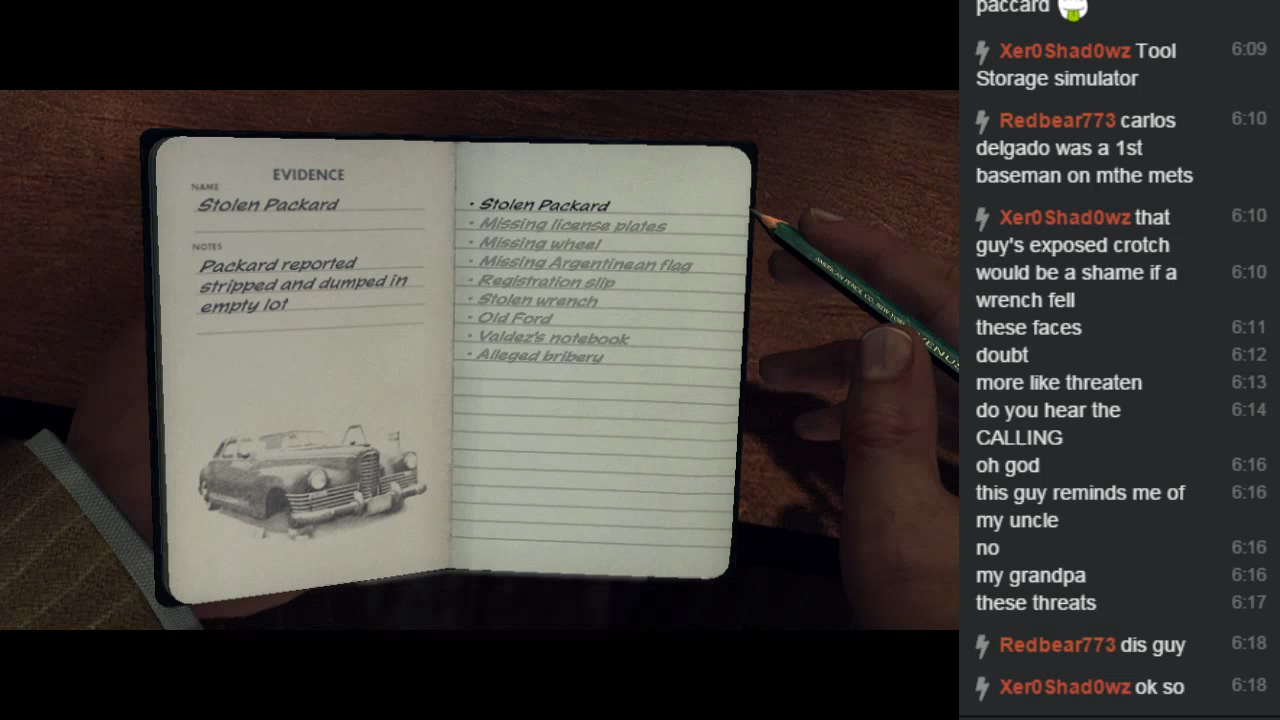 EVIDENCE
NAME
Stolen Packard
NOTES
Packard reported
stripped and dumped in
empty lot
• Stolen Packard
• Missing license plates
• Missing wheel
• Missing Argentinean flag
• Registration slip
• Stolen wrench
• Old Ford
• Valdez's notebook
• Alleged bribery
AMERICAN PENCIL CO. NEW YORK
VENUS
paccard
Xer0Shad0wz Tool 6:09
Storage simulator
Redbear773 carlos 6:10
delgado was a 1st
baseman on mthe mets
Xer0Shad0wz that 6:10
guy's exposed crotch
would be a shame if a 6:10
wrench fell
these faces 6:11
doubt 6:12
more like threaten 6:13
do you hear the 6:14
CALLING
oh god 6:16
this guy reminds me of 6:16
my uncle
no 6:16
my grandpa 6:16
these threats 6:17
Redbear773 dis guy 6:18
Xer0Shad0wz ok so 6:18